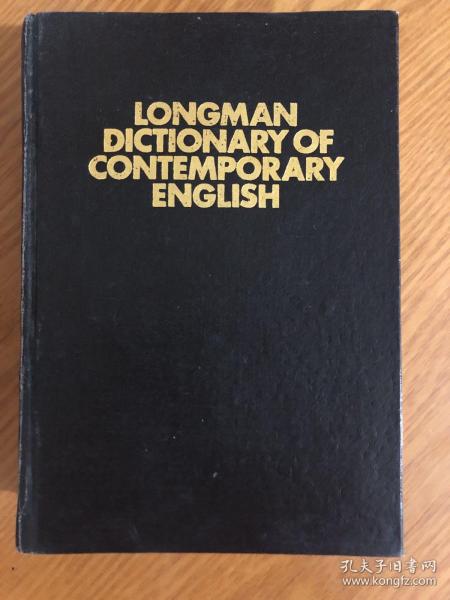 LONGMAN
DICTIONARY OF
CONTEMPORARY
ENGLISH
孔夫子旧书网
www.kongfz.com